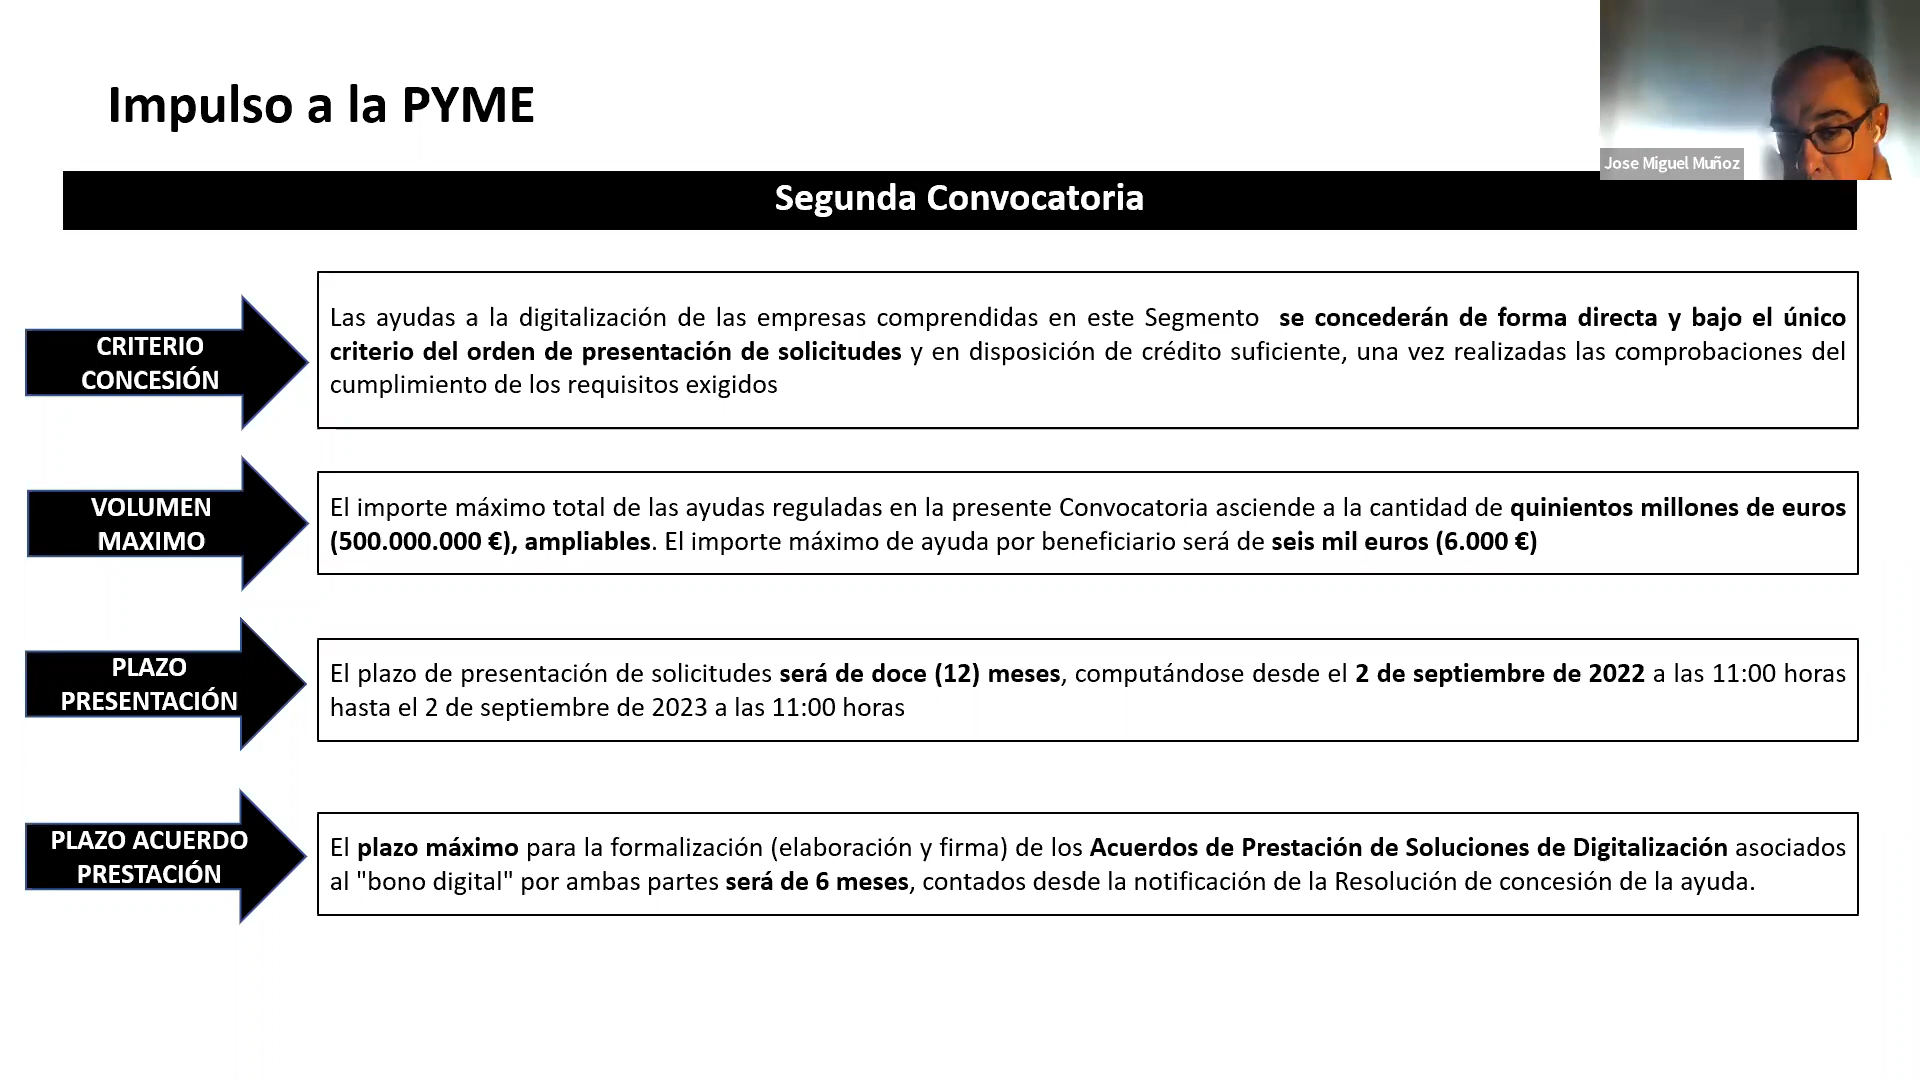 Impulso a la PYME
Jose Miguel Muñoz
Segunda Convocatoria
CRITERIO
CONCESIÓN
Las ayudas a la digitalización de las empresas comprendidas en este Segmento se concederán de forma directa y bajo el único
criterio del orden de presentación de solicitudes y en disposición de crédito suficiente, una vez realizadas las comprobaciones del
cumplimiento de los requisitos exigidos
VOLUMEN
MAXIMO
El importe máximo total de las ayudas reguladas en la presente Convocatoria asciende a la cantidad de quinientos millones de euros
(500.000.000 €), ampliables. El importe máximo de ayuda por beneficiario será de seis mil euros (6.000 €)
PLAZO
PRESENTACIÓN
El plazo de presentación de solicitudes será de doce (12) meses, computándose desde el 2 de septiembre de 2022 a las 11:00 horas
hasta el 2 de septiembre de 2023 a las 11:00 horas
PLAZO ACUERDO
PRESTACIÓN
El plazo máximo para la formalización (elaboración y firma) de los Acuerdos de Prestación de Soluciones de Digitalización asociados
al "bono digital" por ambas partes será de 6 meses, contados desde la notificación de la Resolución de concesión de la ayuda.